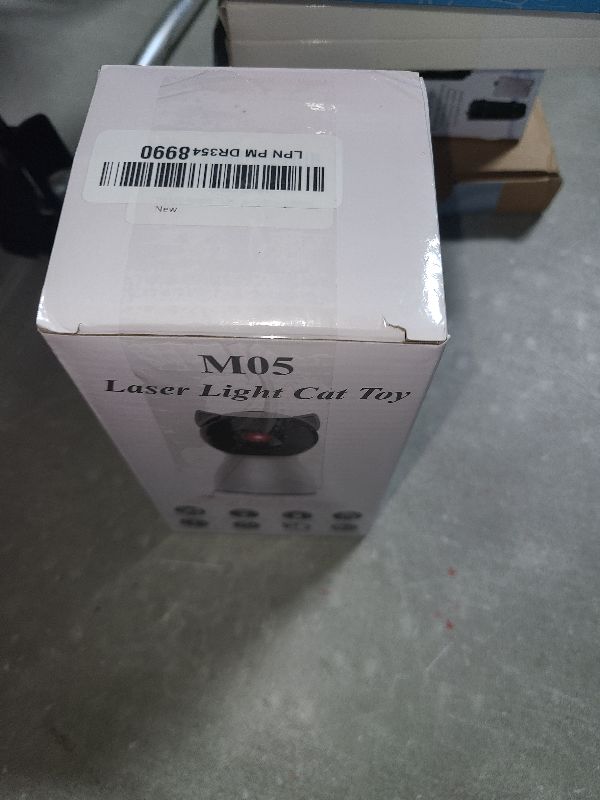 LPN PM DR3548990
New
M05
Laser Light Cat Toy